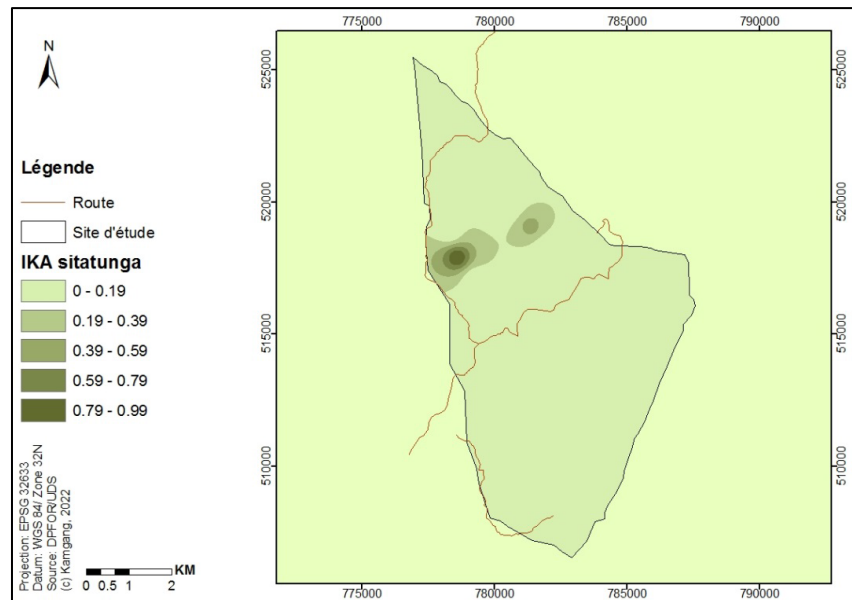 775000 780000 785000 790000
N
525000
520000
515000
510000
525000
520000
515000
510000
Légende
Route
Site d'étude
IKA sitatunga
0 - 0.19
0.19 - 0.39
0.39 - 0.59
0.59 - 0.79
0.79 - 0.99
Projection: EPSG 32633
Datum: WGS 84/ Zone 32N
Source: DPFOR/UDS
(c) Kamgang, 2022
KM
0 0.5 1 2
775000 780000 785000 790000